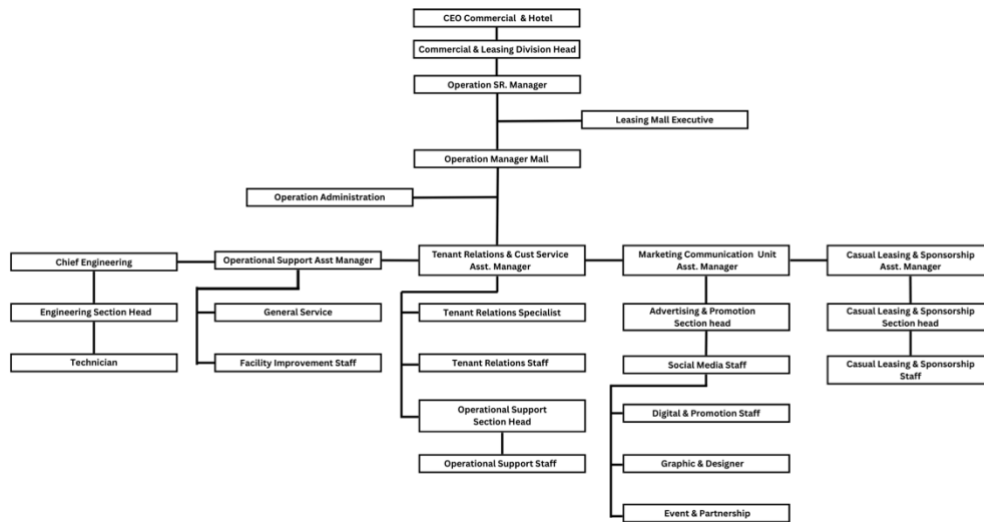 CEO Commercial & Hotel
Commercial & Leasing Division Head
Operation SR. Manager
Leasing Mall Executive
Operation Manager Mall
Operation Administration
Chief Engineering
Operational Support Asst Manager
Tenant Relations & Cust Service
Asst. Manager
Marketing Communication Unit
Asst. Manager
Casual Leasing & Sponsorship
Asst. Manager
Engineering Section Head
General Service
Tenant Relations Specialist
Advertising & Promotion
Section head
Casual Leasing & Sponsorship
Section head
Technician
Facility Improvement Staff
Tenant Relations Staff
Social Media Staff
Casual Leasing & Sponsorship
Staff
Operational Support
Section Head
Digital & Promotion Staff
Operational Support Staff
Graphic & Designer
Event & Partnership